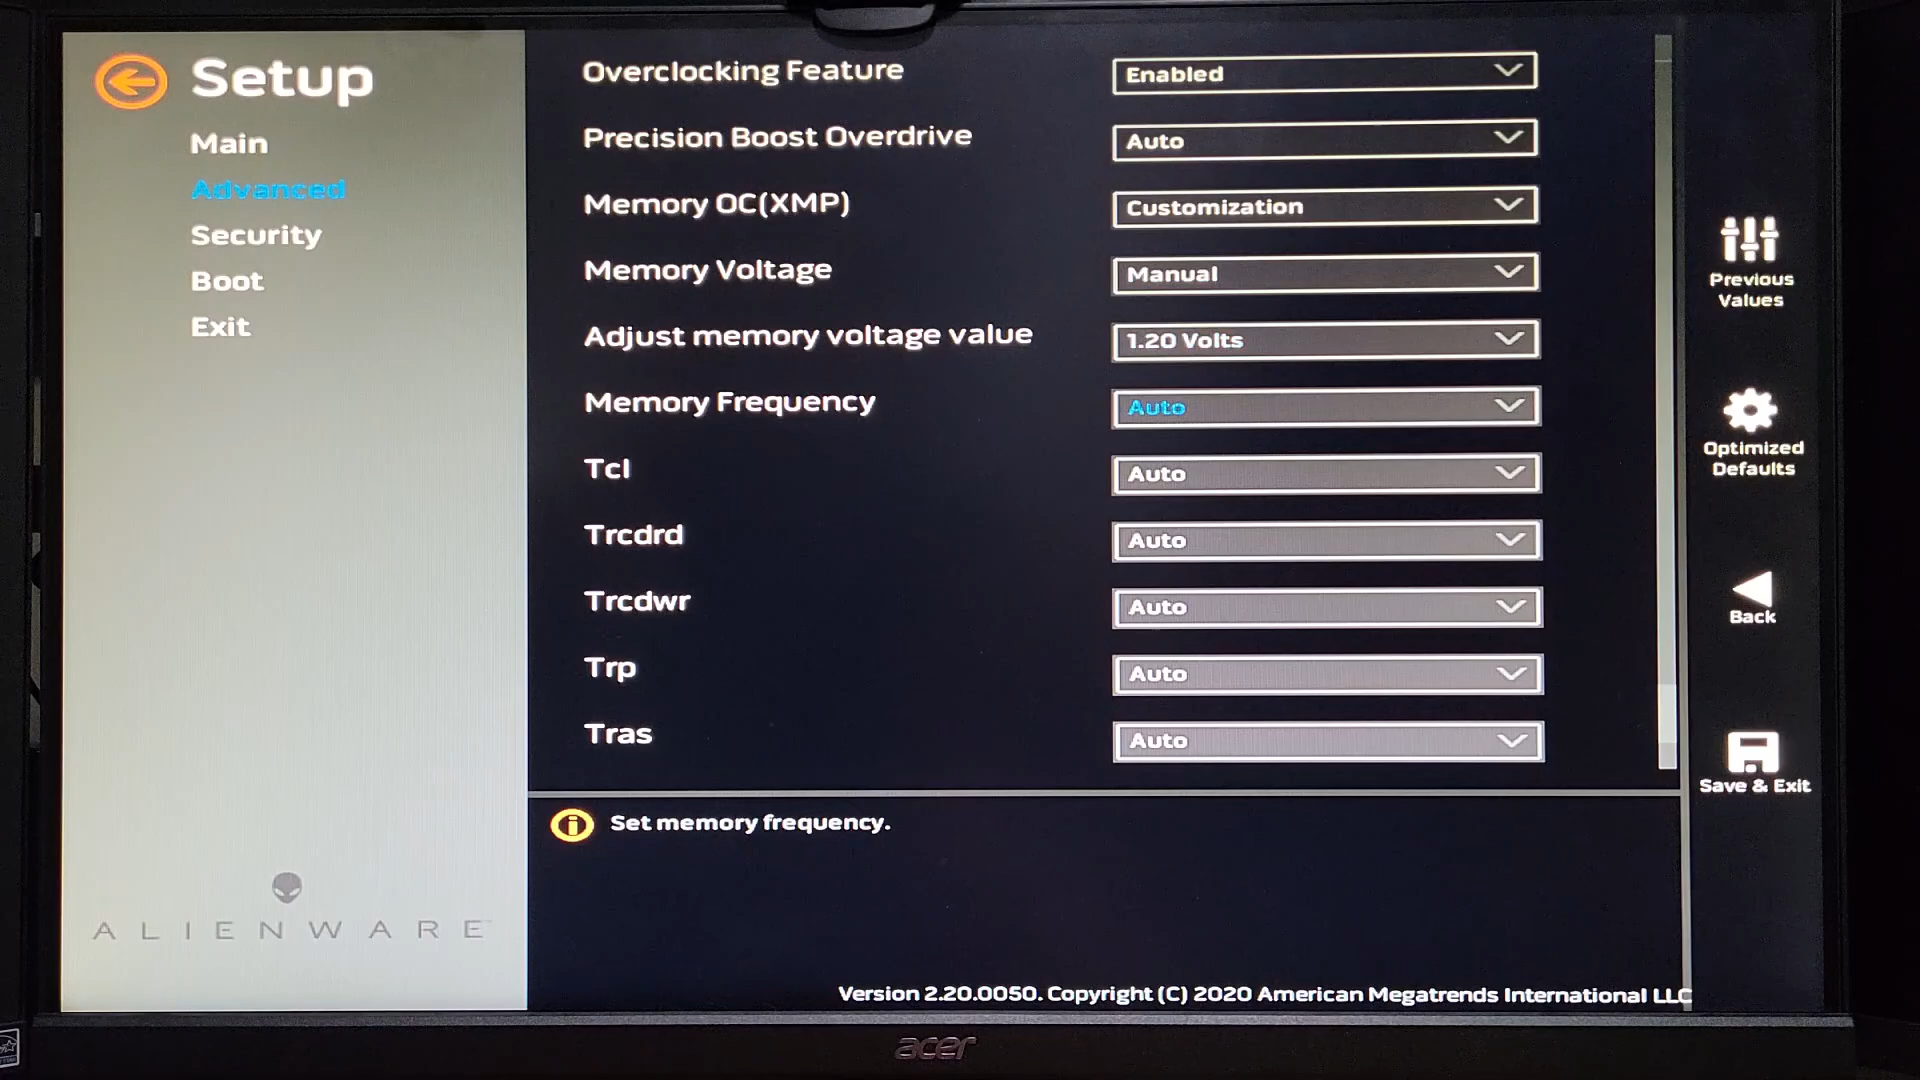 Setup
Main
Advanced
Security
Boot
Exit
ALIENWARE
Overclocking Feature
Enabled
Precision Boost Overdrive
Auto
Memory OC(XMP)
Customization
Memory Voltage
Manual
Adjust memory voltage value
1.20 Volts
Memory Frequency
Auto
Tcl
Auto
Trcdrd
Auto
Trcdwr
Auto
Trp
Auto
Tras
Auto
Set memory frequency.
Version 2.20.0050. Copyright (C) 2020 American Megatrends International LLC
Previous
Values
Optimized
Defaults
Back
Save & Exit
acer